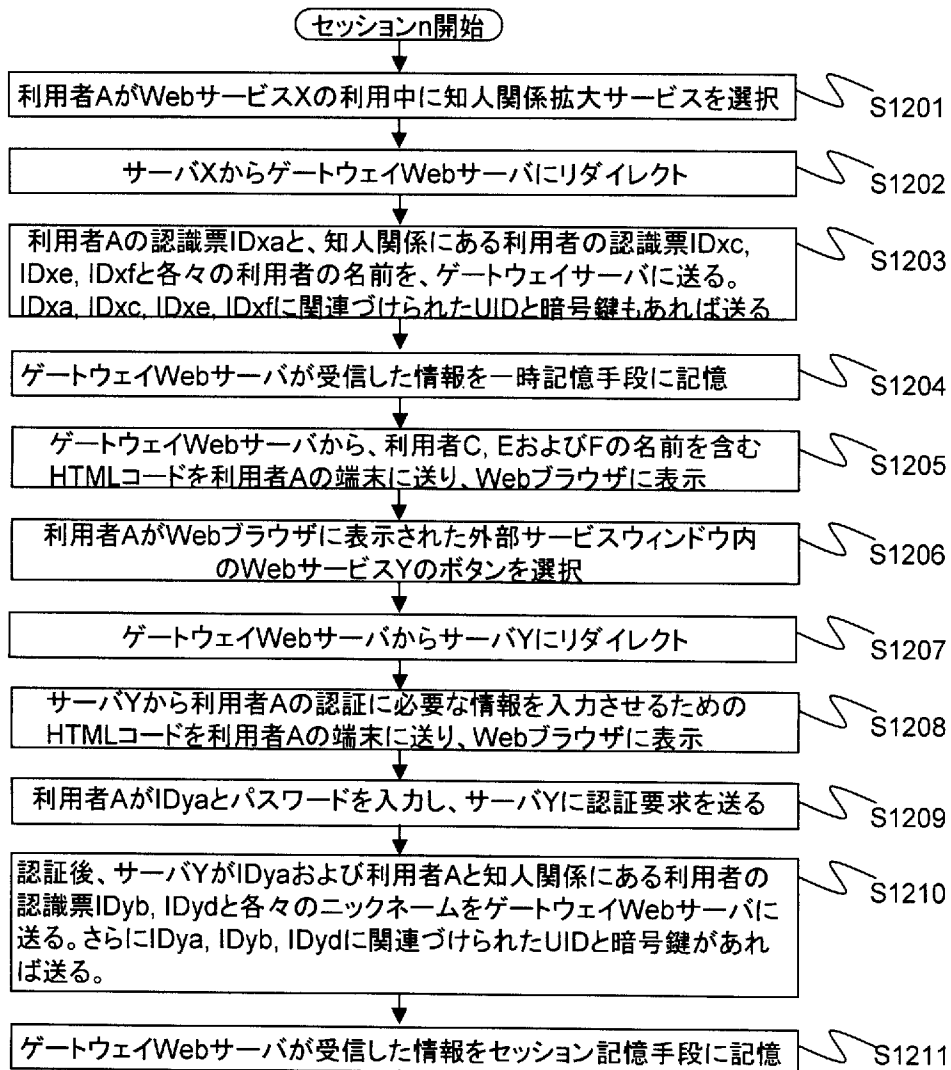 セッションn開始
利用者AがWebサービスXの利用中に知人関係拡大サービスを選択
S1201
サーバXからゲートウェイWebサーバにリダイレクト
S1202
利用者Aの認識票IDxaと、知人関係にある利用者の認識票IDxc,
IDxe, IDxfと各々の利用者の名前を、ゲートウェイサーバに送る。
IDxa, IDxc, IDxe, IDxfに関連づけられたUIDと暗号鍵もあれば送る
S1203
ゲートウェイWebサーバが受信した情報を一時記憶手段に記憶
S1204
ゲートウェイWebサーバから、利用者C, EおよびFの名前を含む
HTMLコードを利用者Aの端末に送り、Webブラウザに表示
S1205
利用者AがWebブラウザに表示された外部サービスウィンドウ内
のWebサービスYのボタンを選択
S1206
ゲートウェイWebサーバからサーバYにリダイレクト
S1207
サーバYから利用者Aの認証に必要な情報を入力させるための
HTMLコードを利用者Aの端末に送り、Webブラウザに表示
S1208
利用者AがIDyaとパスワードを入力し、サーバYに認証要求を送る
S1209
認証後、サーバYがIDyaおよび利用者Aと知人関係にある利用者の
認識票IDyb, IDydと各々のニックネームをゲートウェイWebサーバに
送る。さらにIDya, IDyb, IDydに関連づけられたUIDと暗号鍵があれ
ば送る。
S1210
ゲートウェイWebサーバが受信した情報をセッション記憶手段に記憶
S1211